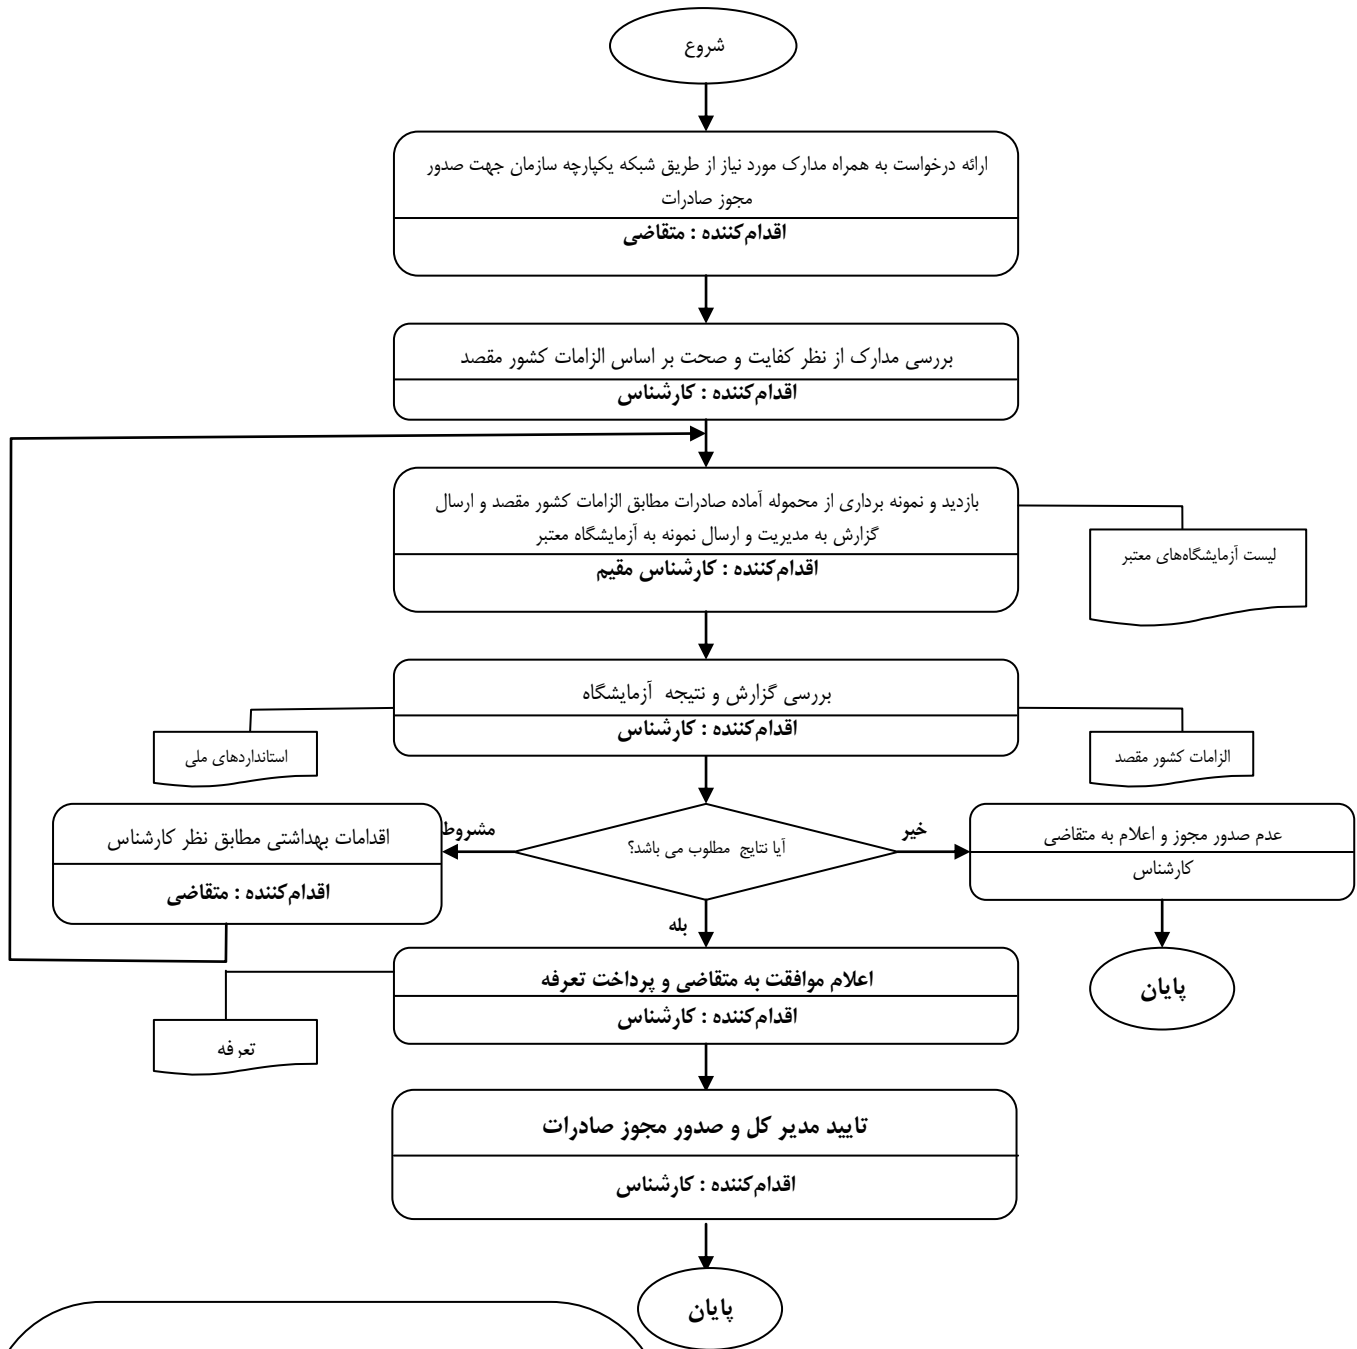 شروع
ارائه درخواست به همراه مدارک مورد نیاز از طریق شبکه یکپارچه سازمان جهت صدور
مجوز صادرات
اقدام‌کننده : متقاضی
بررسی مدارک از نظر کفایت و صحت بر اساس الزامات کشور مقصد
اقدام‌کننده : کارشناس
بازدید و نمونه برداری از محموله آماده صادرات مطابق الزامات کشور مقصد و ارسال
گزارش به مدیریت و ارسال نمونه به آزمایشگاه معتبر
اقدام‌کننده : کارشناس مقیم
لیست آزمایشگاه‌های معتبر
بررسی گزارش و نتیجه آزمایشگاه
اقدام‌کننده : کارشناس
الزامات کشور مقصد
استانداردهای ملی
آیا نتایج مطلوب می باشد؟
خیر
عدم صدور مجوز و اعلام به متقاضی
کارشناس
پایان
مشروط
اقدامات بهداشتی مطابق نظر کارشناس
اقدام‌کننده : متقاضی
بله
اعلام موافقت به متقاضی و پرداخت تعرفه
اقدام‌کننده : کارشناس
تعرفه
تایید مدیر کل و صدور مجوز صادرات
اقدام‌کننده : کارشناس
پایان